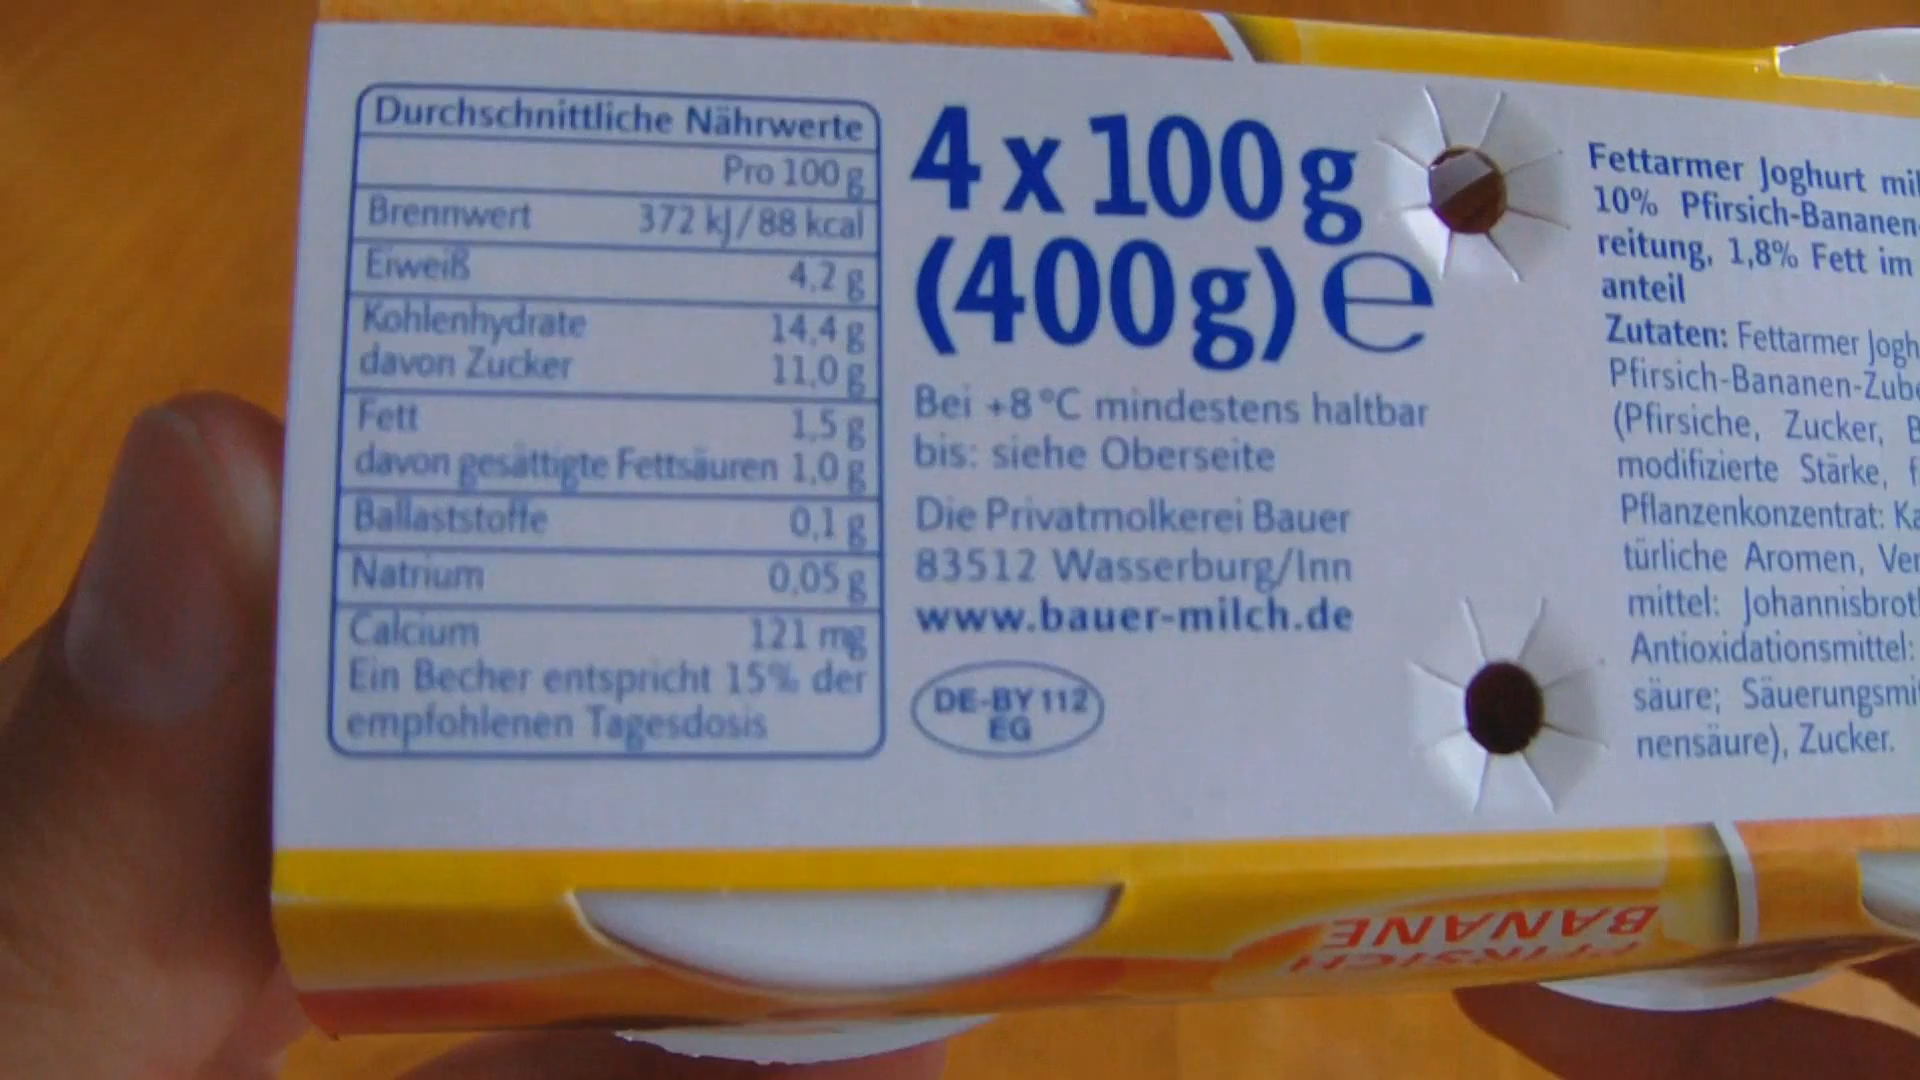 Durchschnittliche Nährwerte
Pro 100 g
Brennwert 372 kJ/88 kcal
Eiweiß 4,2 g
Kohlenhydrate 14,4 g
davon Zucker 11,0 g
Fett 1,5 g
davon gesättigte Fettsäuren 1,0 g
Ballaststoffe 0,1 g
Natrium 0,05 g
Calcium 121 mg
Ein Becher entspricht 15% der
empfohlenen Tagesdosis
4 x 100 g
(400 g) ℮
Bei +8 °C mindestens haltbar
bis: siehe Oberseite
Die Privatmolkerei Bauer
83512 Wasserburg/Inn
www.bauer-milch.de
DE-BY 112
EG
Fettarmer Joghurt
10% Pfirsich-Bananen-
reitung, 1,8% Fett im
anteil
Zutaten: Fettarmer
Pfirsich-Bananen-
(Pfirsiche, Zucker,
modifizierte Stärke,
Pflanzenkonzentrat:
türliche Aromen,
mittel:
Antioxidationsmittel:
säure;
nensäure), Zucker.
PFIRSICH
BANANE